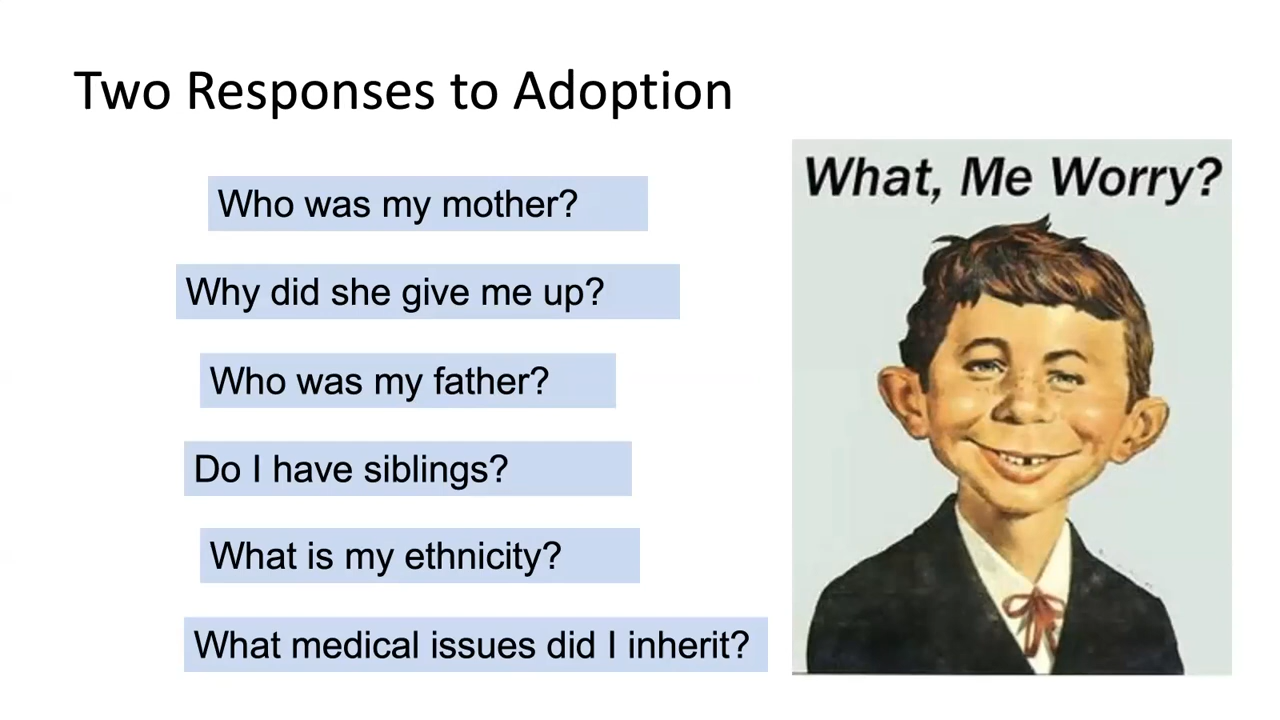 Two Responses to Adoption
Who was my mother?
Why did she give me up?
Who was my father?
Do I have siblings?
What is my ethnicity?
What medical issues did I inherit?
What, Me Worry?